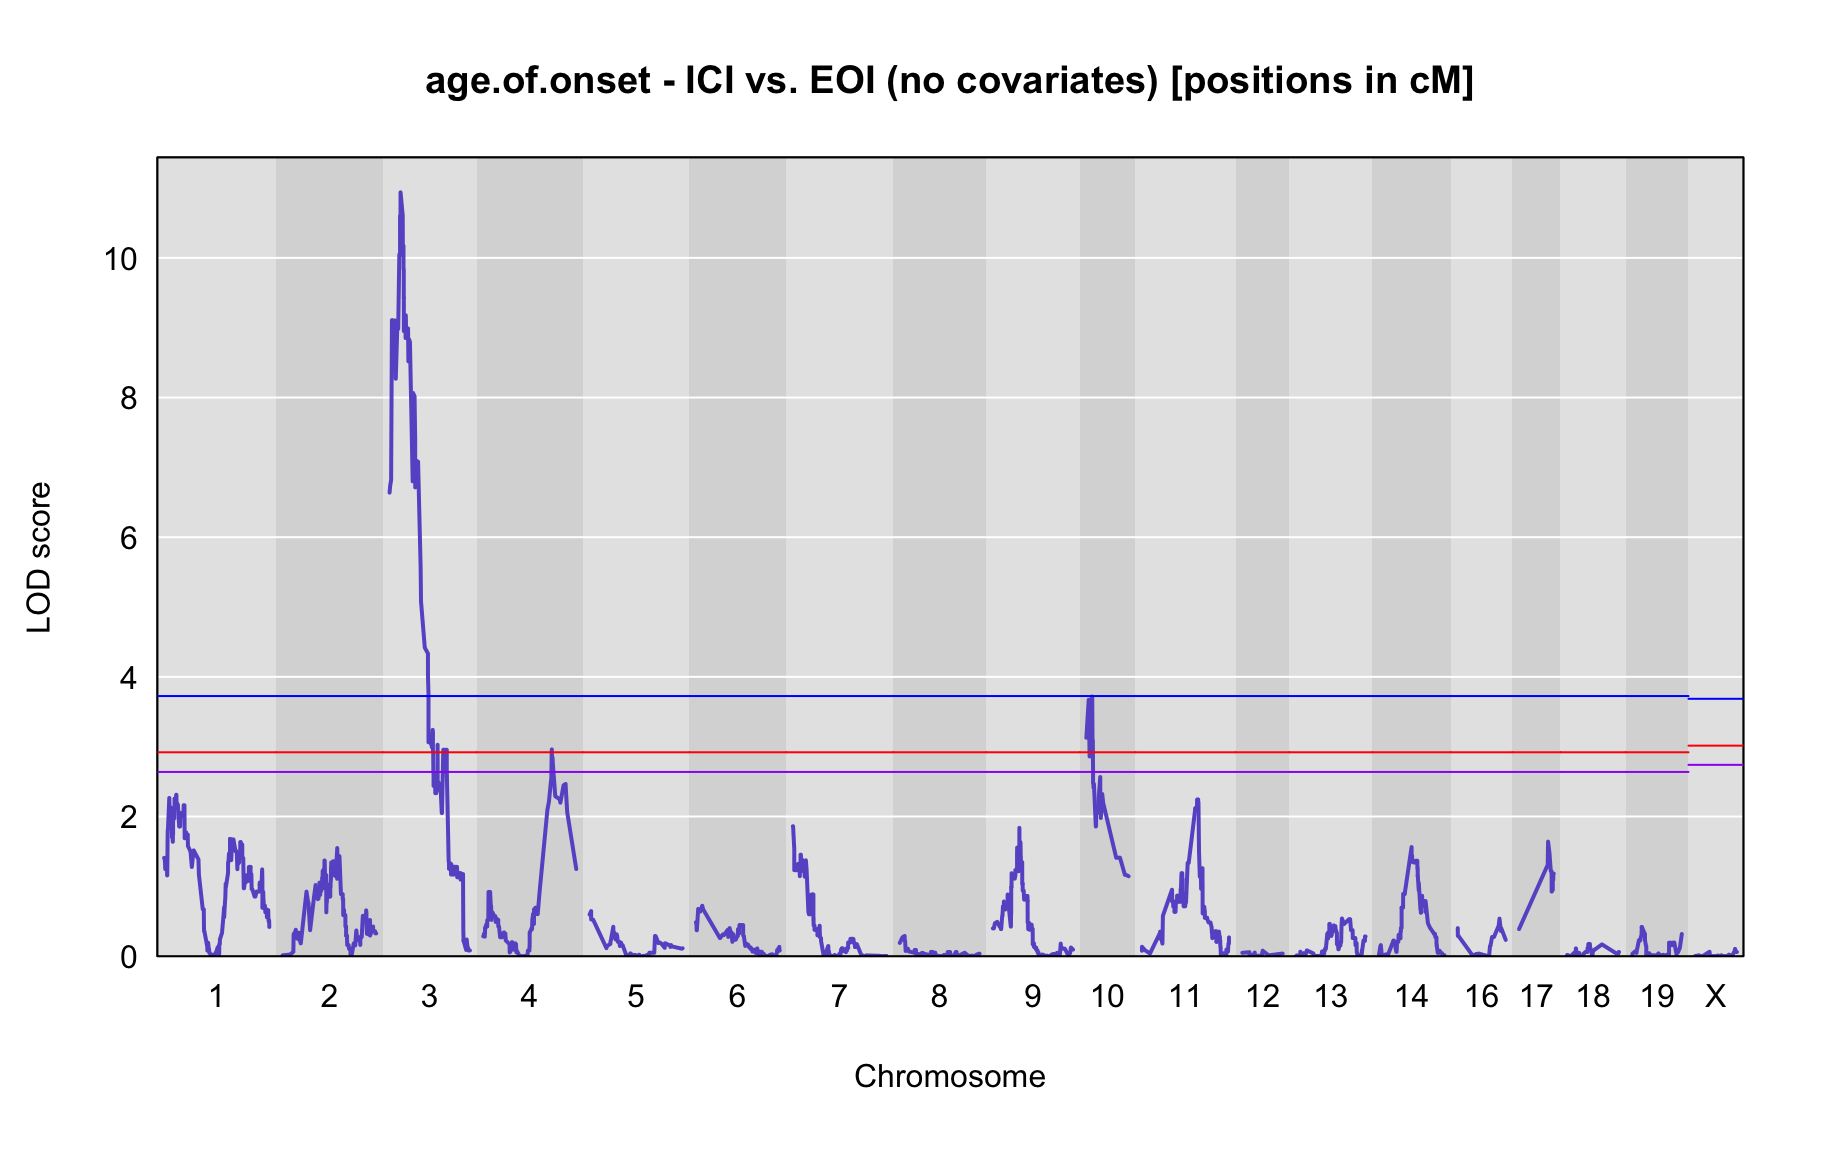 age.of.onset - ICI vs. EOI (no covariates) [positions in cM]
10
8
6
4
2
0
LOD score
1 2 3 4 5 6 7 8 9 10 11 12 13 14 16 17 18 19 X
Chromosome